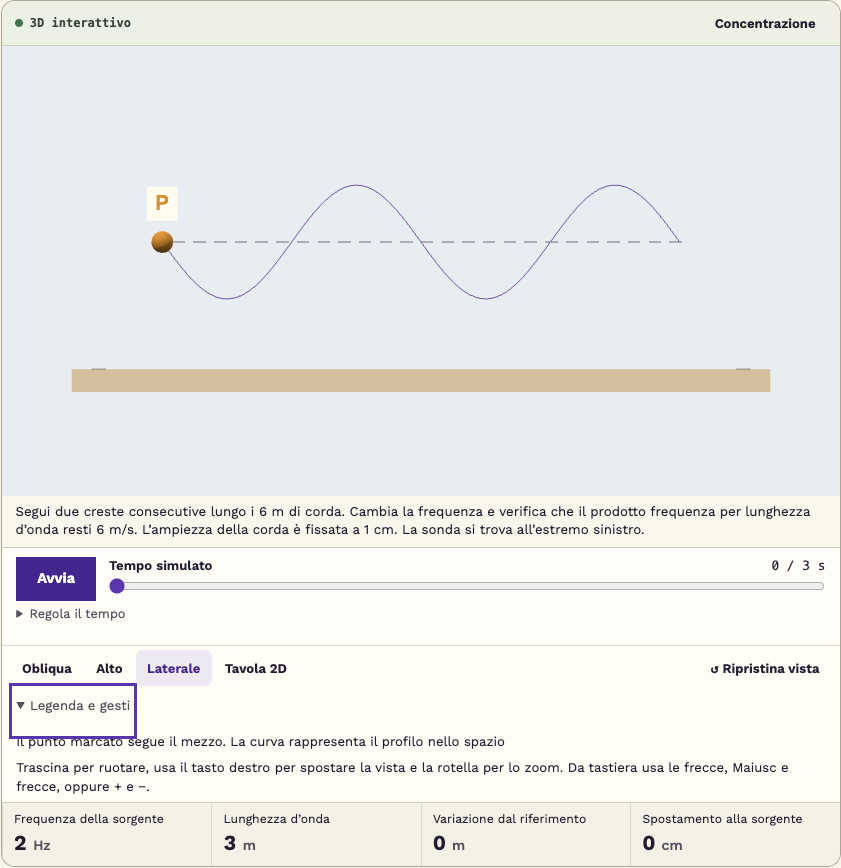 3D interattivo
Concentrazione
P
Segui due creste consecutive lungo i 6 m di corda. Cambia la frequenza e verifica che il prodotto frequenza per lunghezza
d’onda resti 6 m/s. L’ampiezza della corda è fissata a 1 cm. La sonda si trova all’estremo sinistro.
Avvia
Tempo simulato
0 / 3 s
▶ Regola il tempo
Obliqua
Alto
Laterale
Tavola 2D
↺ Ripristina vista
▼ Legenda e gesti
Il punto marcato segue il mezzo. La curva rappresenta il profilo nello spazio
Trascina per ruotare, usa il tasto destro per spostare la vista e la rotella per lo zoom. Da tastiera usa le frecce, Maiusc e
frecce, oppure + e −.
Frequenza della sorgente
2 Hz
Lunghezza d’onda
3 m
Variazione dal riferimento
0 m
Spostamento alla sorgente
0 cm